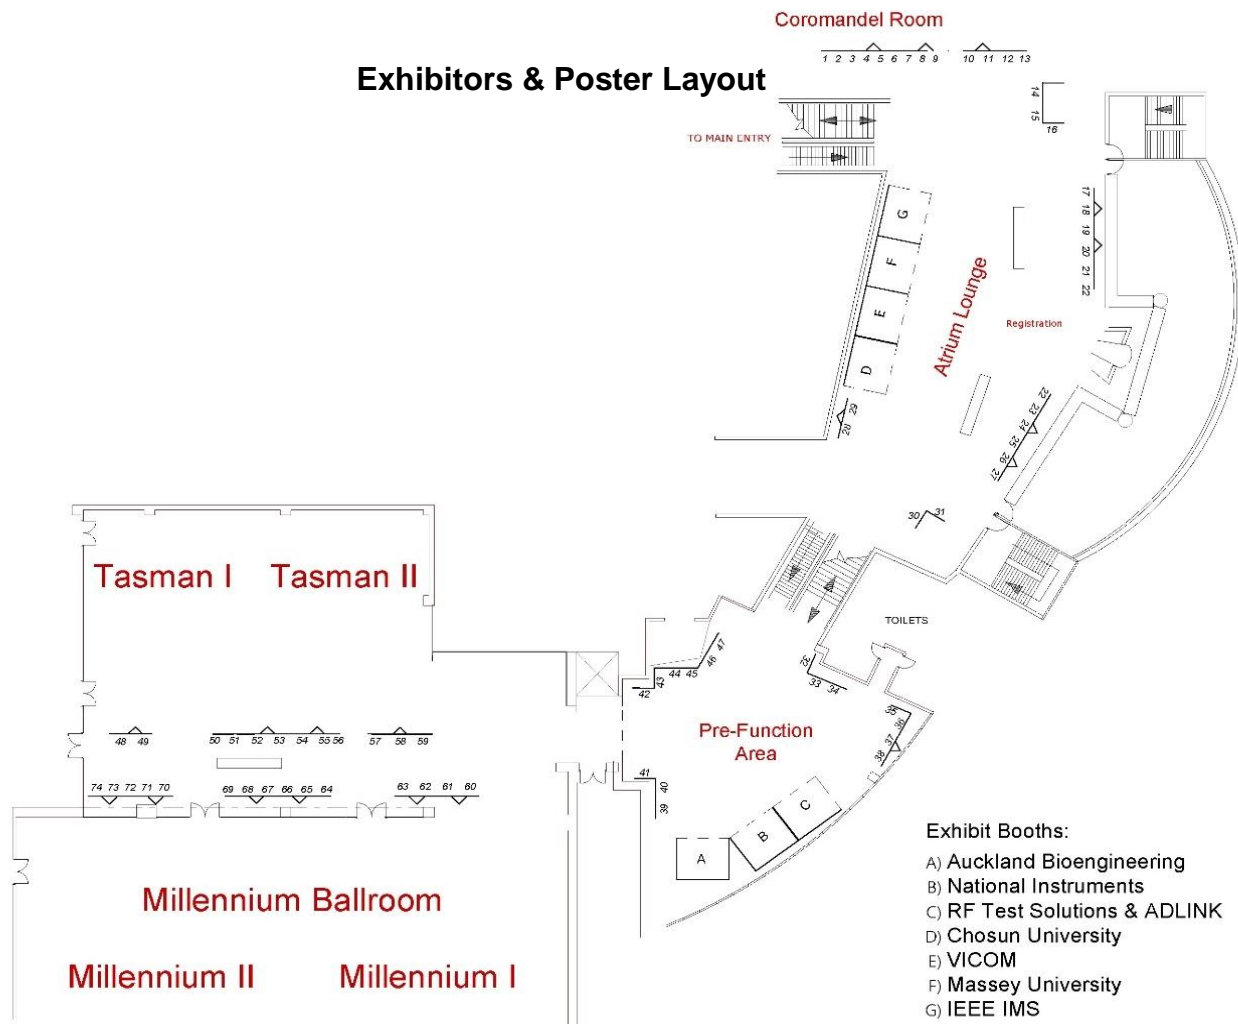 Coromandel Room
1 2 3 4 5 6 7 8 9 10 11 12 13
Exhibitors & Poster Layout
14
15
16
TO MAIN ENTRY
17
18
19
20
21
22
G
F
E
D
Atrium Lounge
Registration
22
23
24
25
26
27
29
28
30 31
Tasman I Tasman II
TOILETS
47
46
44 45
43
42
32
33 34
35
36
37
38
Pre-Function
Area
48 49 50 51 52 53 54 55 56 57 58 59
41
40
39
74 73 72 71 70 69 68 67 66 65 64 63 62 61 60
C
B
A
Exhibit Booths:
A) Auckland Bioengineering
B) National Instruments
C) RF Test Solutions & ADLINK
D) Chosun University
E) VICOM
F) Massey University
G) IEEE IMS
Millennium Ballroom
Millennium II Millennium I